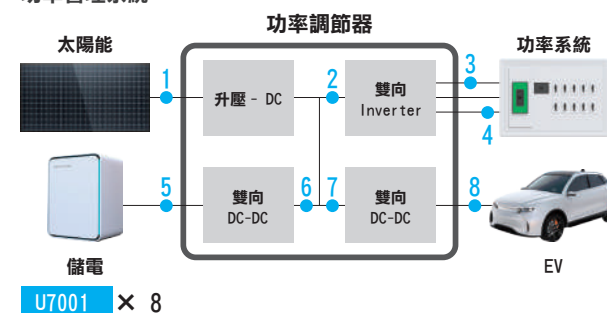 功率調節器
太陽能
功率系統
1
2
3
4
升壓 - DC
雙向
Inverter
5
6
7
8
雙向
DC-DC
雙向
DC-DC
儲電
EV
U7001 × 8